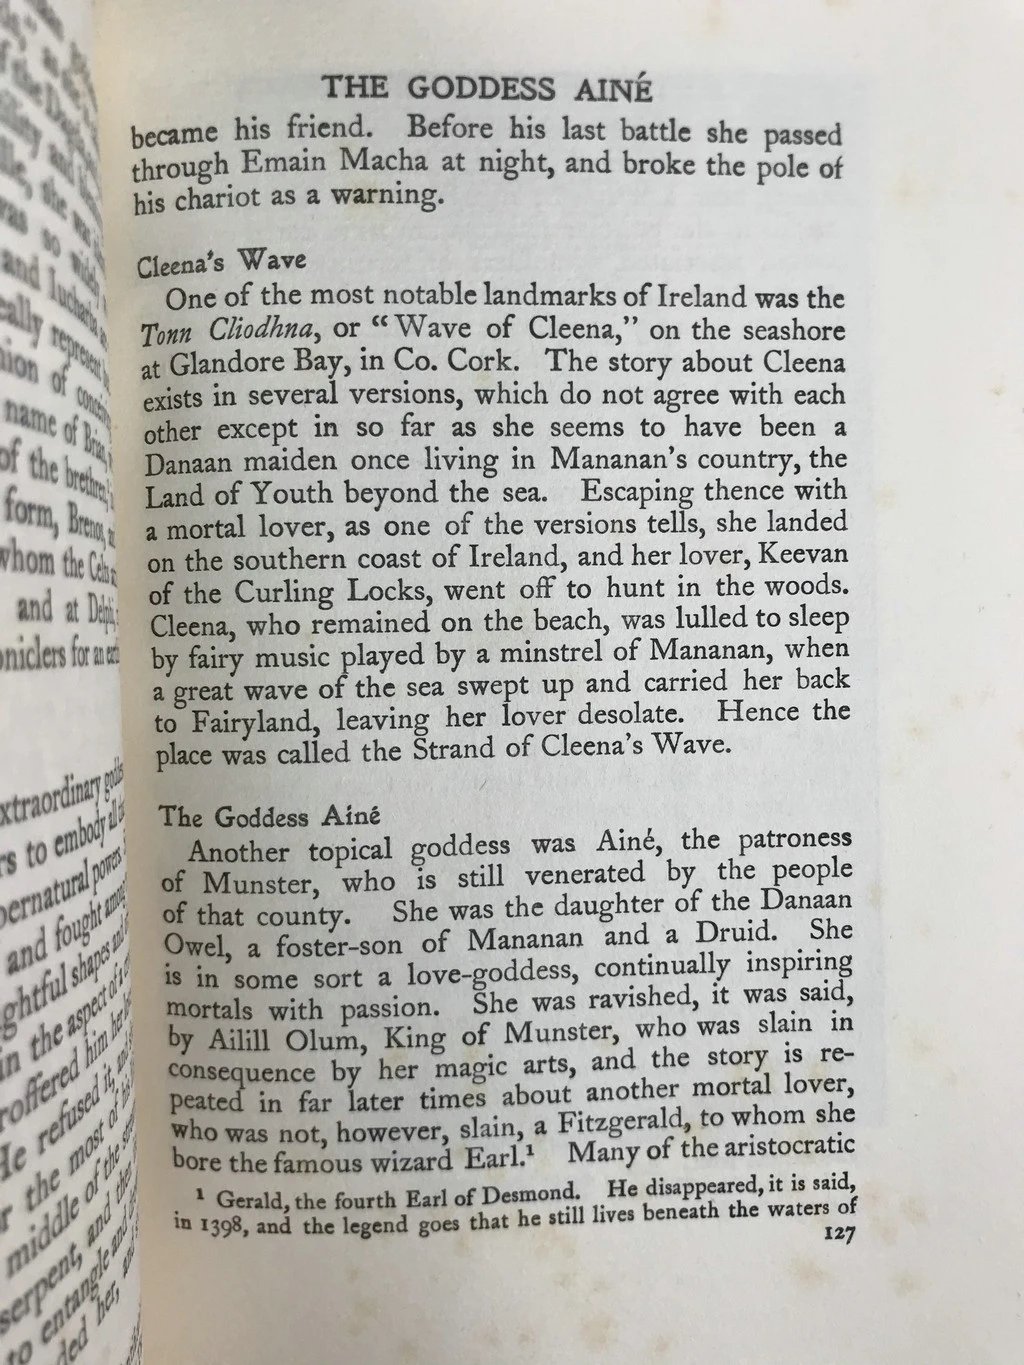 THE GODDESS AINÉ
became his friend. Before his last battle she passed
through Emain Macha at night, and broke the pole of
his chariot as a warning.
Cleena's Wave
One of the most notable landmarks of Ireland was the
Tonn Cliodhna, or "Wave of Cleena," on the seashore
at Glandore Bay, in Co. Cork. The story about Cleena
exists in several versions, which do not agree with each
other except in so far as she seems to have been a
Danaan maiden once living in Mananan's country, the
Land of Youth beyond the sea. Escaping thence with
a mortal lover, as one of the versions tells, she landed
on the southern coast of Ireland, and her lover, Keevan
of the Curling Locks, went off to hunt in the woods.
Cleena, who remained on the beach, was lulled to sleep
by fairy music played by a minstrel of Mananan, when
a great wave of the sea swept up and carried her back
to Fairyland, leaving her lover desolate. Hence the
place was called the Strand of Cleena's Wave.
The Goddess Ainé
Another topical goddess was Ainé, the patroness
of Munster, who is still venerated by the people
of that county. She was the daughter of the Danaan
Owel, a foster-son of Mananan and a Druid. She
is in some sort a love-goddess, continually inspiring
mortals with passion. She was ravished, it was said,
by Ailill Olum, King of Munster, who was slain in
consequence by her magic arts, and the story is re-
peated in far later times about another mortal lover,
who was not, however, slain, a Fitzgerald, to whom she
bore the famous wizard Earl.¹ Many of the aristocratic
¹ Gerald, the fourth Earl of Desmond. He disappeared, it is said,
in 1398, and the legend goes that he still lives beneath the waters of
127